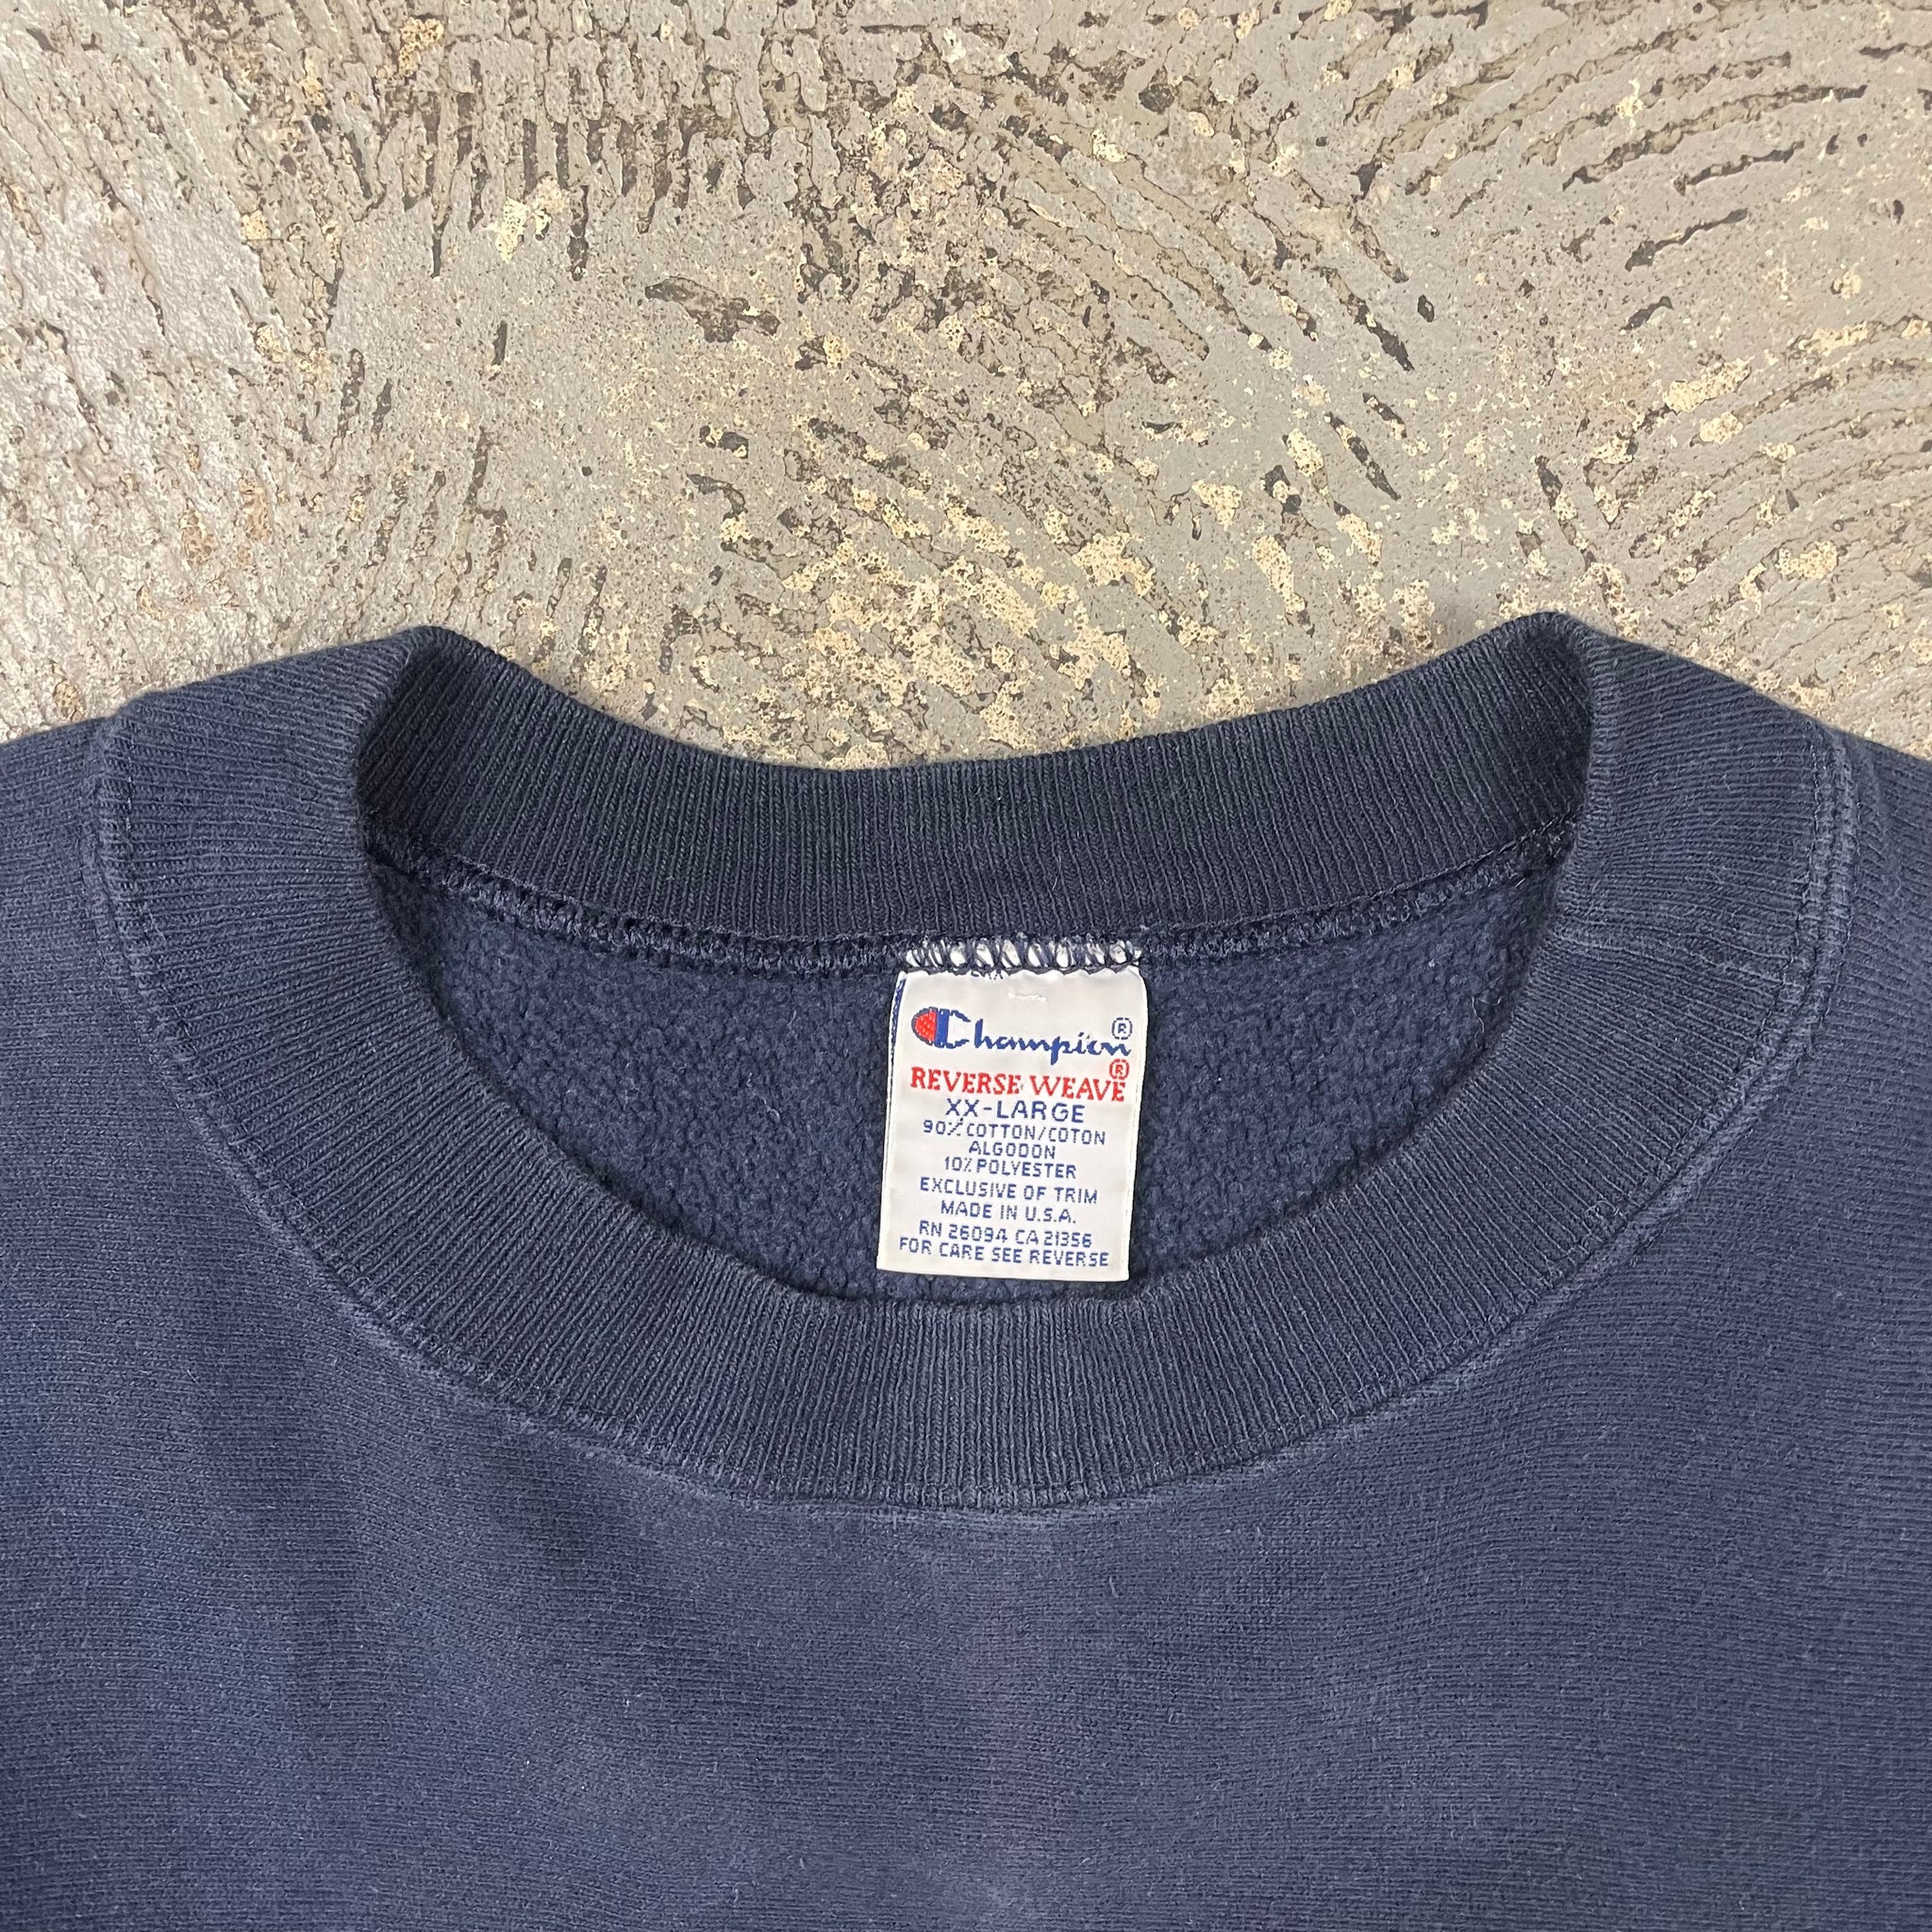 Champion®
REVERSE WEAVE®
XX-LARGE
90% COTTON/COTON
ALGODON
10% POLYESTER
EXCLUSIVE OF TRIM
MADE IN U.S.A.
RN 26094 CA 21356
FOR CARE SEE REVERSE